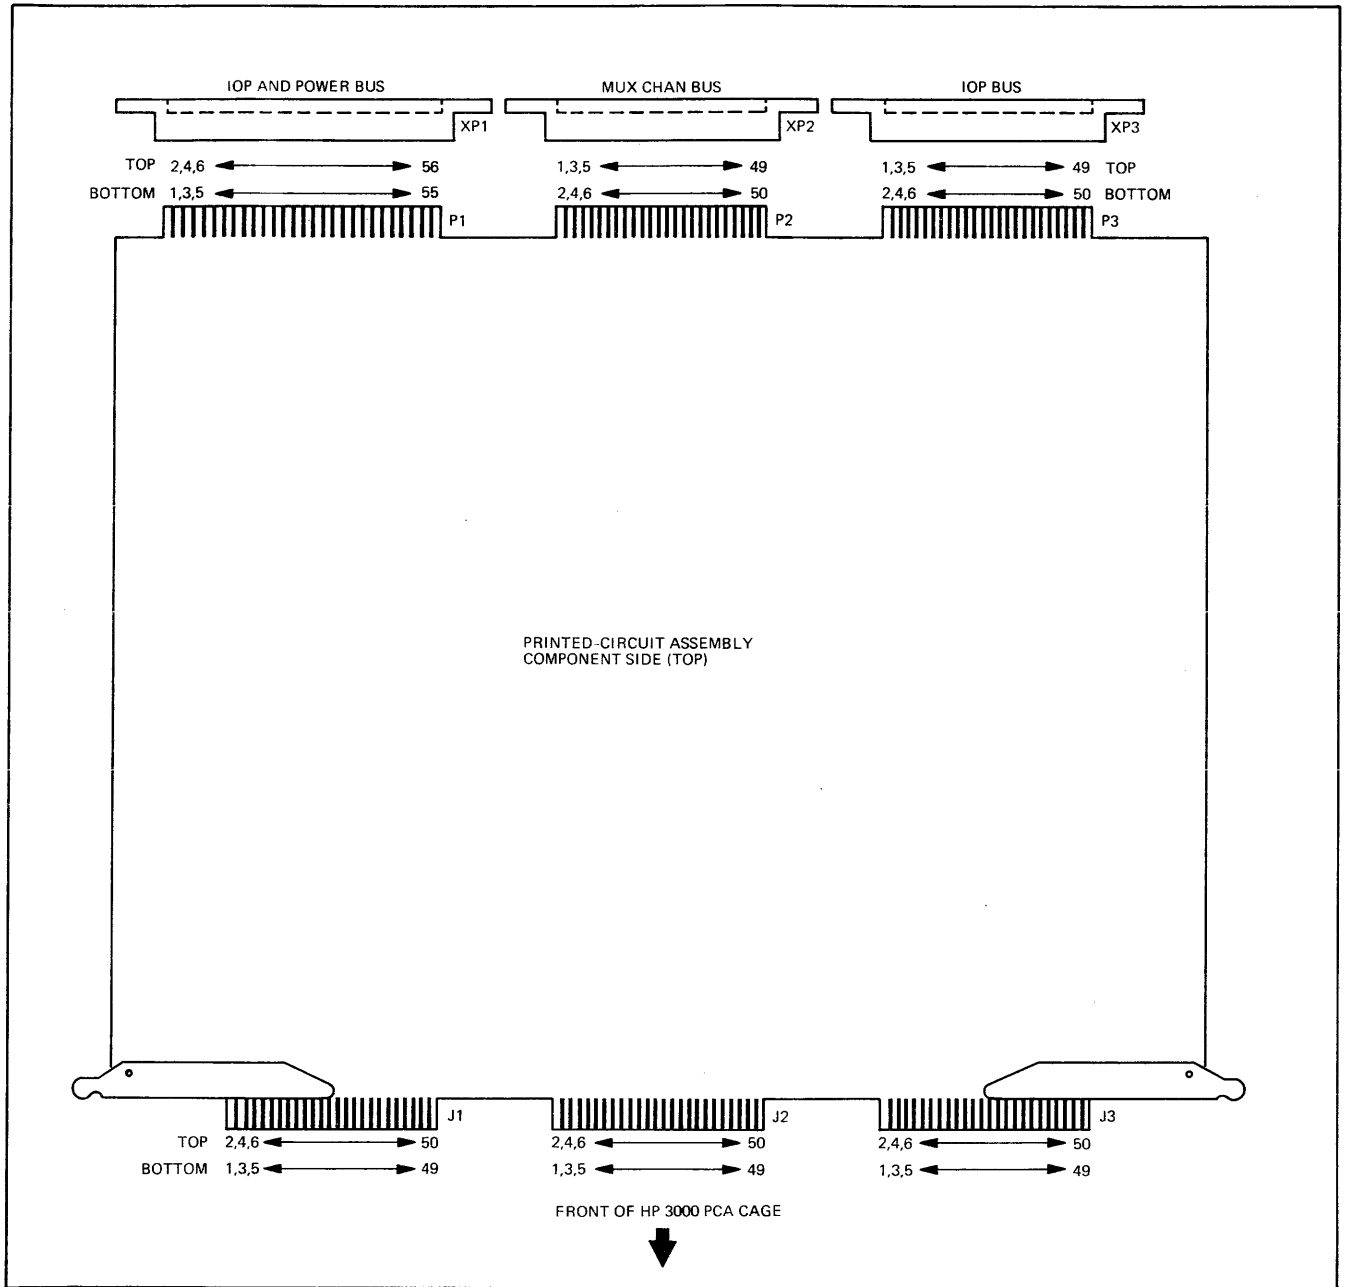 IOP AND POWER BUS MUX CHAN BUS IOP BUS
XP1 XP2 XP3
TOP 2,4,6 56 1,3,5 49 1,3,5 49 TOP
BOTTOM 1,3,5 55 2,4,6 50 2,4,6 50 BOTTOM
P1 P2 P3
PRINTED-CIRCUIT ASSEMBLY
COMPONENT SIDE (TOP)
J1 J2 J3
TOP 2,4,6 50 2,4,6 50 2,4,6 50
BOTTOM 1,3,5 49 1,3,5 49 1,3,5 49
FRONT OF HP 3000 PCA CAGE